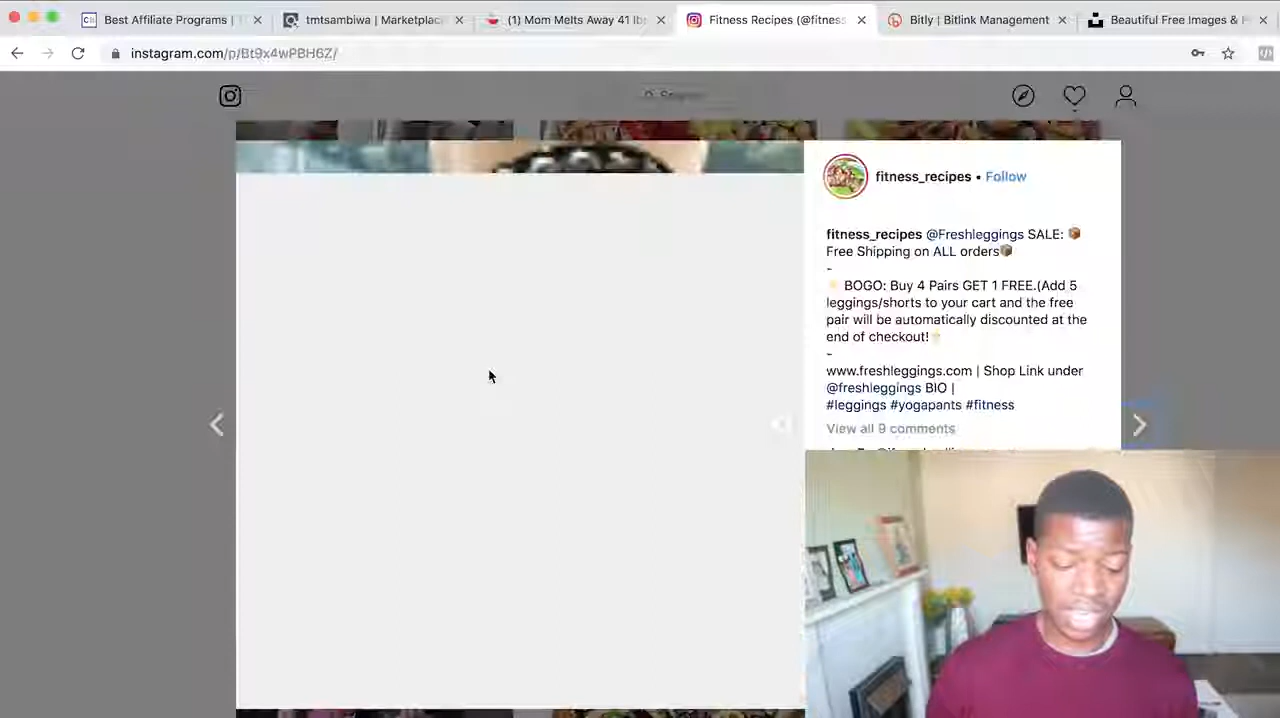 Best Affiliate Programs | T
tmtsambiwa | Marketplac
(1) Mom Melts Away 41 lbs
Fitness Recipes (@fitness
Bitly | Bitlink Management
Beautiful Free Images & P
instagram.com/p/Bt9x4wPBH6Z/
Search
fitness_recipes • Follow
fitness_recipes @Freshleggings SALE: 📦
Free Shipping on ALL orders📦
-
BOGO: Buy 4 Pairs GET 1 FREE.(Add 5
leggings/shorts to your cart and the free
pair will be automatically discounted at the
end of checkout!
-
www.freshleggings.com | Shop Link under
@freshleggings BIO |
#leggings #yogapants #fitness
View all 9 comments